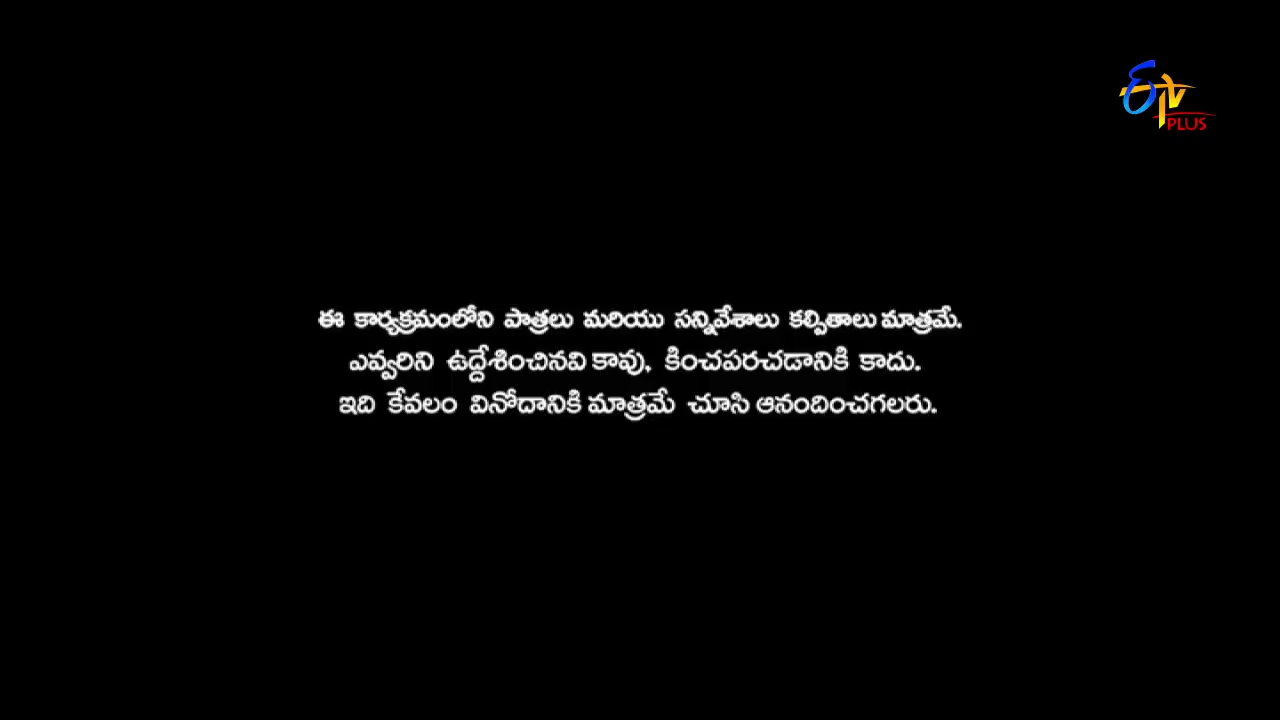 ETV
PLUS
ఈ కార్యక్రమంలోని పాత్రలు మరియు సన్నివేశాలు కల్పితాలు మాత్రమే.
ఎవ్వరిని ఉద్దేశించినవి కావు, కించపరచడానికి కాదు.
ఇది కేవలం వినోదానికి మాత్రమే చూసి ఆనందించగలరు.